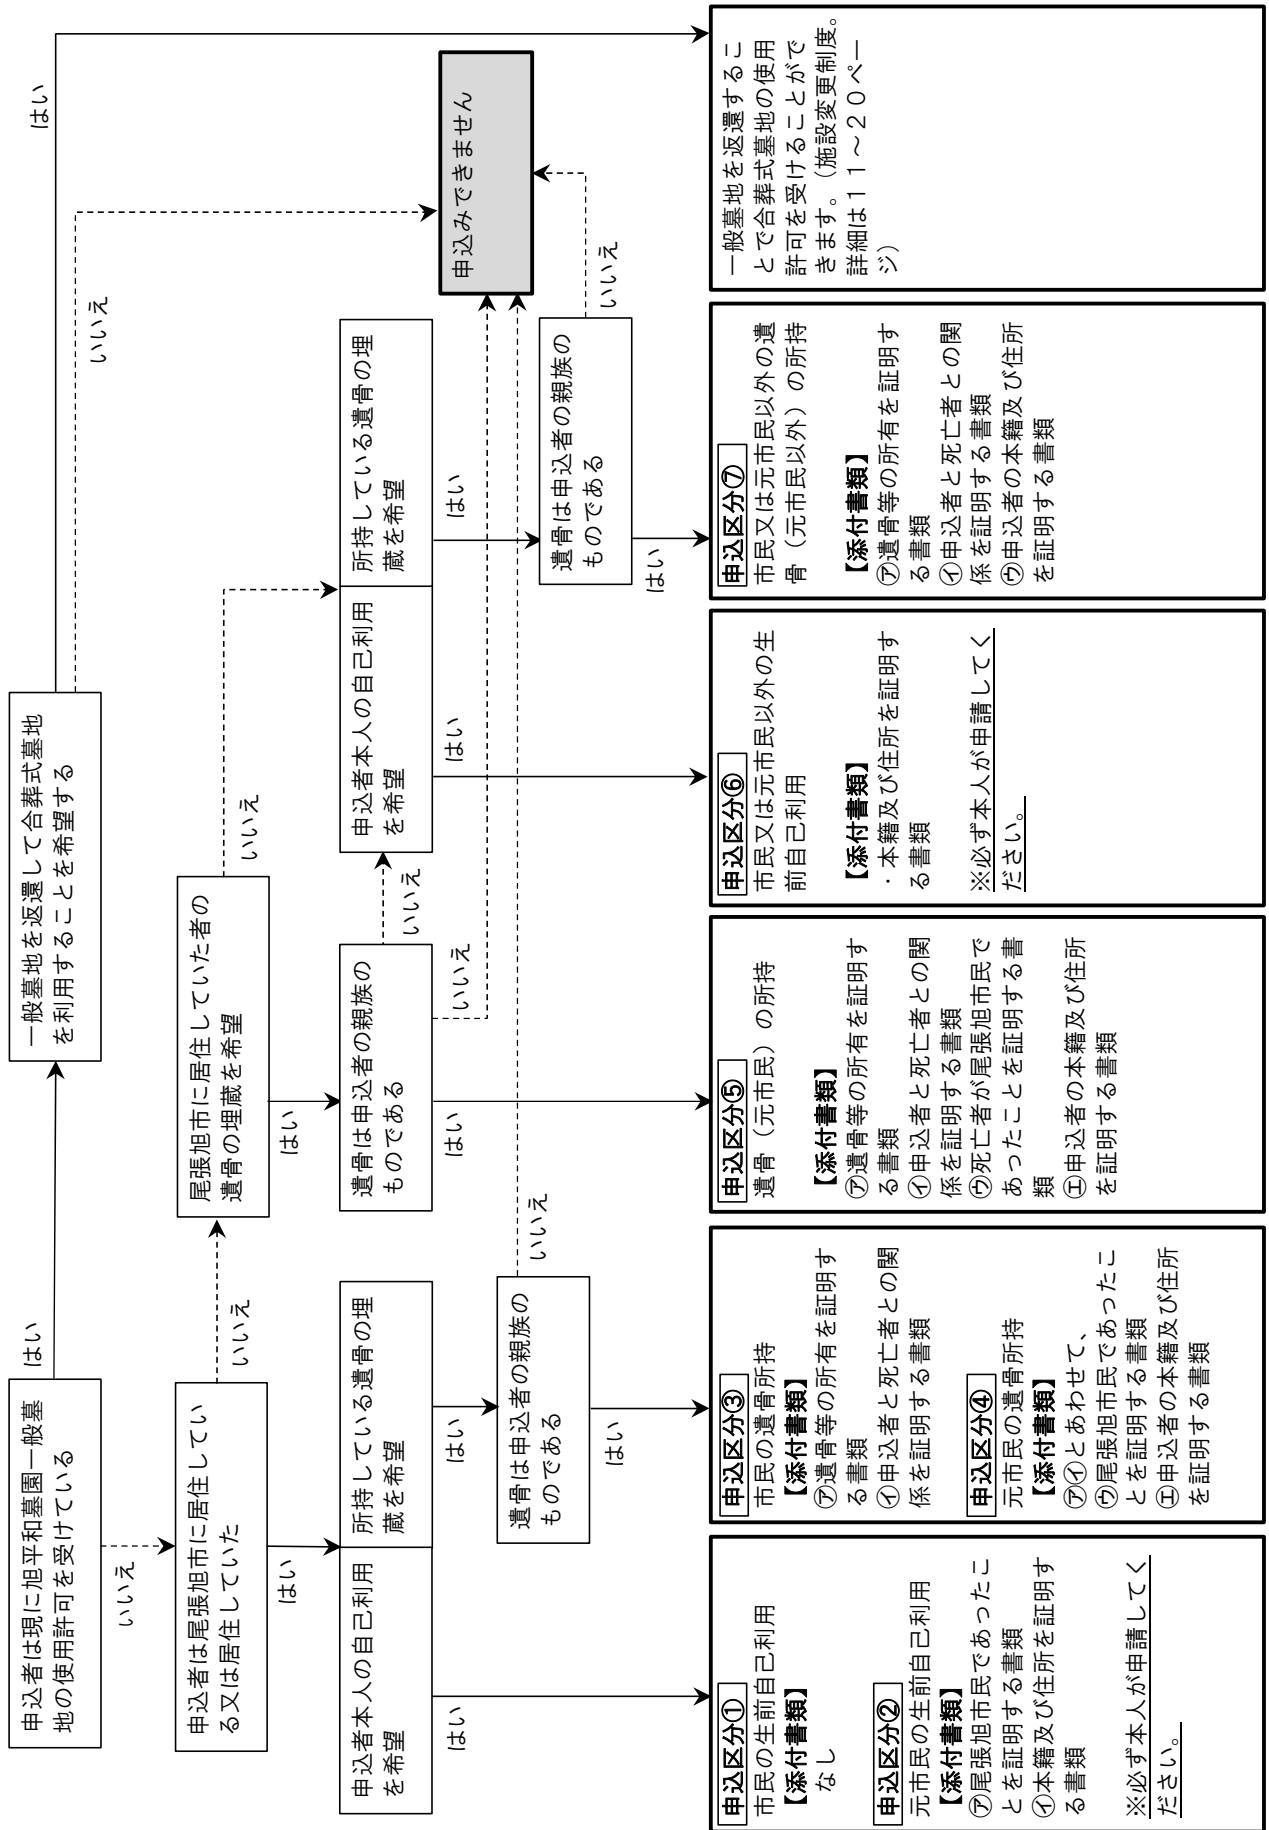 申込者は現に旭平和墓園一般墓
地の使用許可を受けている
はい
いいえ
一般墓地を返還して合葬式墓地
を利用することを希望する
はい
いいえ
申込者は尾張旭市に居住してい
る又は居住していた
いいえ
はい
尾張旭市に居住していた者の
遺骨の埋蔵を希望
いいえ
はい
申込者本人の自己利用
を希望
所持している遺骨の埋
蔵を希望
はい
はい
遺骨は申込者の親族の
ものである
いいえ
はい
遺骨は申込者の親族の
ものである
いいえ
いいえ
はい
申込者本人の自己利用
を希望
所持している遺骨の埋
蔵を希望
はい
はい
遺骨は申込者の親族の
ものである
いいえ
はい
申込みできません
申込区分①
市民の生前自己利用
【添付書類】
なし
申込区分②
元市民の生前自己利用
【添付書類】
㋐尾張旭市民であったこ
とを証明する書類
㋑本籍及び住所を証明す
る書類
※必ず本人が申請してく
ださい。
申込区分③
市民の遺骨所持
【添付書類】
㋐遺骨等の所有を証明す
る書類
㋑申込者と死亡者との関
係を証明する書類
申込区分④
元市民の遺骨所持
【添付書類】
㋐㋑とあわせて、
㋒尾張旭市民であったこ
とを証明する書類
㋓申込者の本籍及び住所
を証明する書類
申込区分⑤
遺骨（元市民）の所持
【添付書類】
㋐遺骨等の所有を証明す
る書類
㋑申込者と死亡者との関
係を証明する書類
㋒死亡者が尾張旭市民で
あったことを証明する書
類
㋓申込者の本籍及び住所
を証明する書類
申込区分⑥
市民又は元市民以外の生
前自己利用
【添付書類】
・本籍及び住所を証明す
る書類
※必ず本人が申請してく
ださい。
申込区分⑦
市民又は元市民以外の遺
骨（元市民以外）の所持
【添付書類】
㋐遺骨等の所有を証明す
る書類
㋑申込者と死亡者との関
係を証明する書類
㋒申込者の本籍及び住所
を証明する書類
一般墓地を返還するこ
とで合葬式墓地の使用
許可を受けることがで
きます。（施設変更制度。
詳細は１１～２０ペー
ジ）